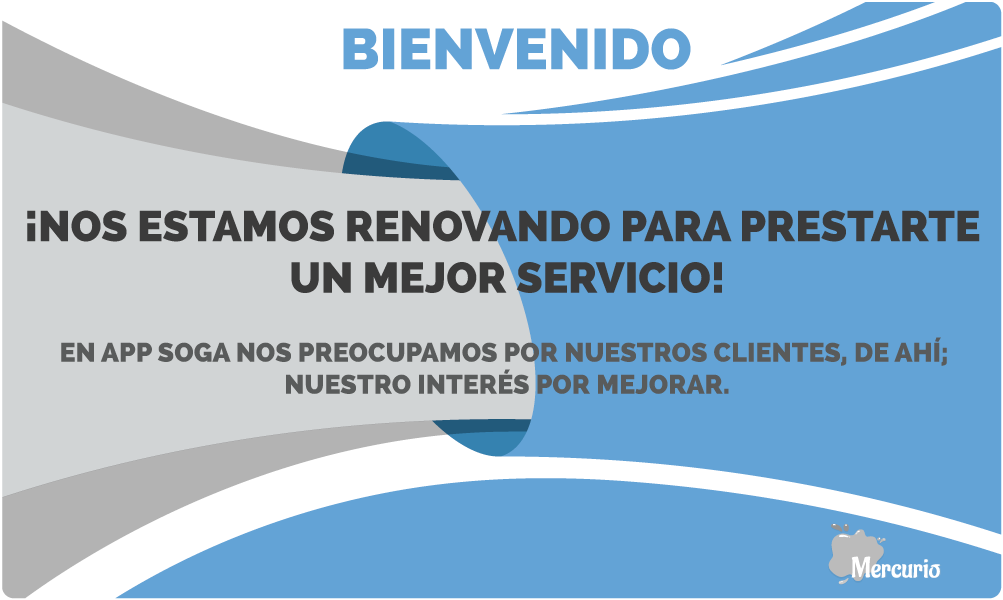 BIENVENIDO
¡NOS ESTAMOS RENOVANDO PARA PRESTARTE
UN MEJOR SERVICIO!
EN APP SOGA NOS PREOCUPAMOS POR NUESTROS CLIENTES, DE AHÍ;
NUESTRO INTERÉS POR MEJORAR.
Mercurio